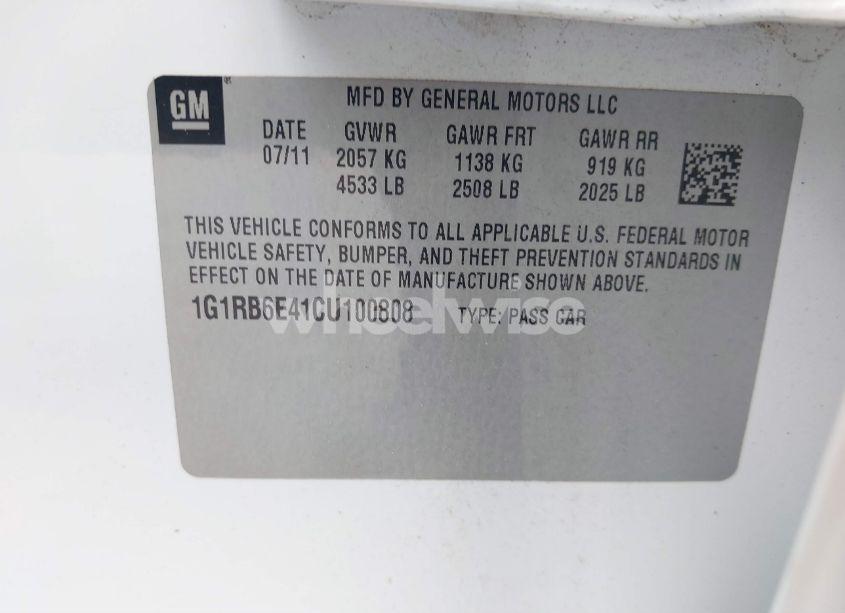 GM
MFD BY GENERAL MOTORS LLC
DATE GVWR GAWR FRT GAWR RR
07/11 2057 KG 1138 KG 919 KG
4533 LB 2508 LB 2025 LB
THIS VEHICLE CONFORMS TO ALL APPLICABLE U.S. FEDERAL MOTOR
VEHICLE SAFETY, BUMPER, AND THEFT PREVENTION STANDARDS IN
EFFECT ON THE DATE OF MANUFACTURE SHOWN ABOVE.
1G1RB6E41CU100808 TYPE: PASS CAR
wheelwise